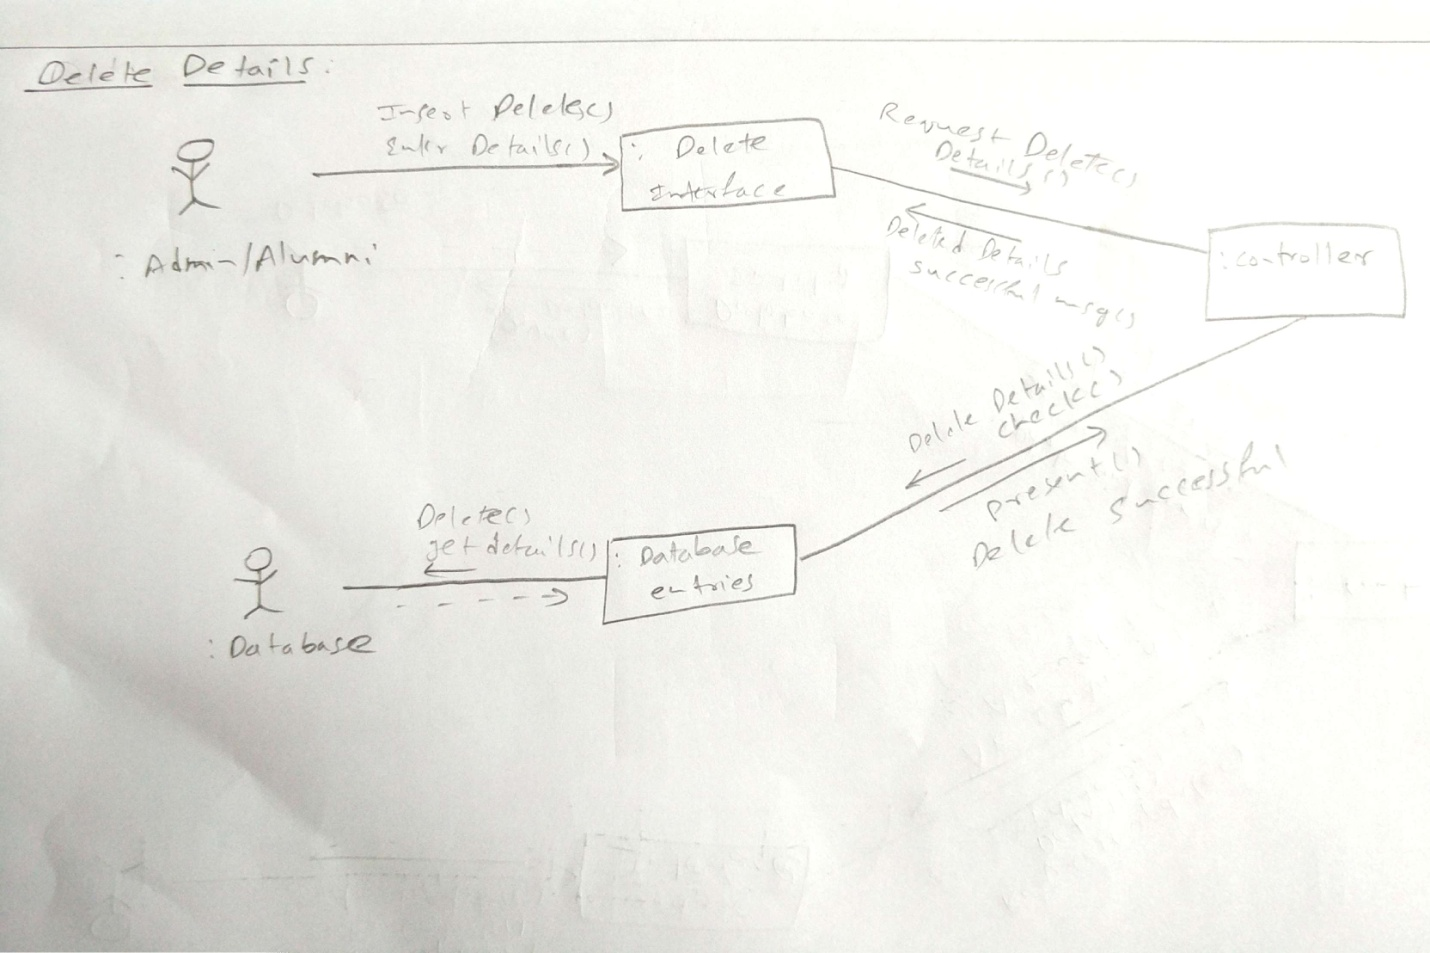 Delete Details:
Insert Delete()
Enter Details()
: Delete
Interface
Request Delete()
Details()
Deleted Details
successful msg()
: Admin/Alumni
: controller
Delete Details()
check()
present()
Delete Successful
Delete()
get details()
: Database
entries
: Database